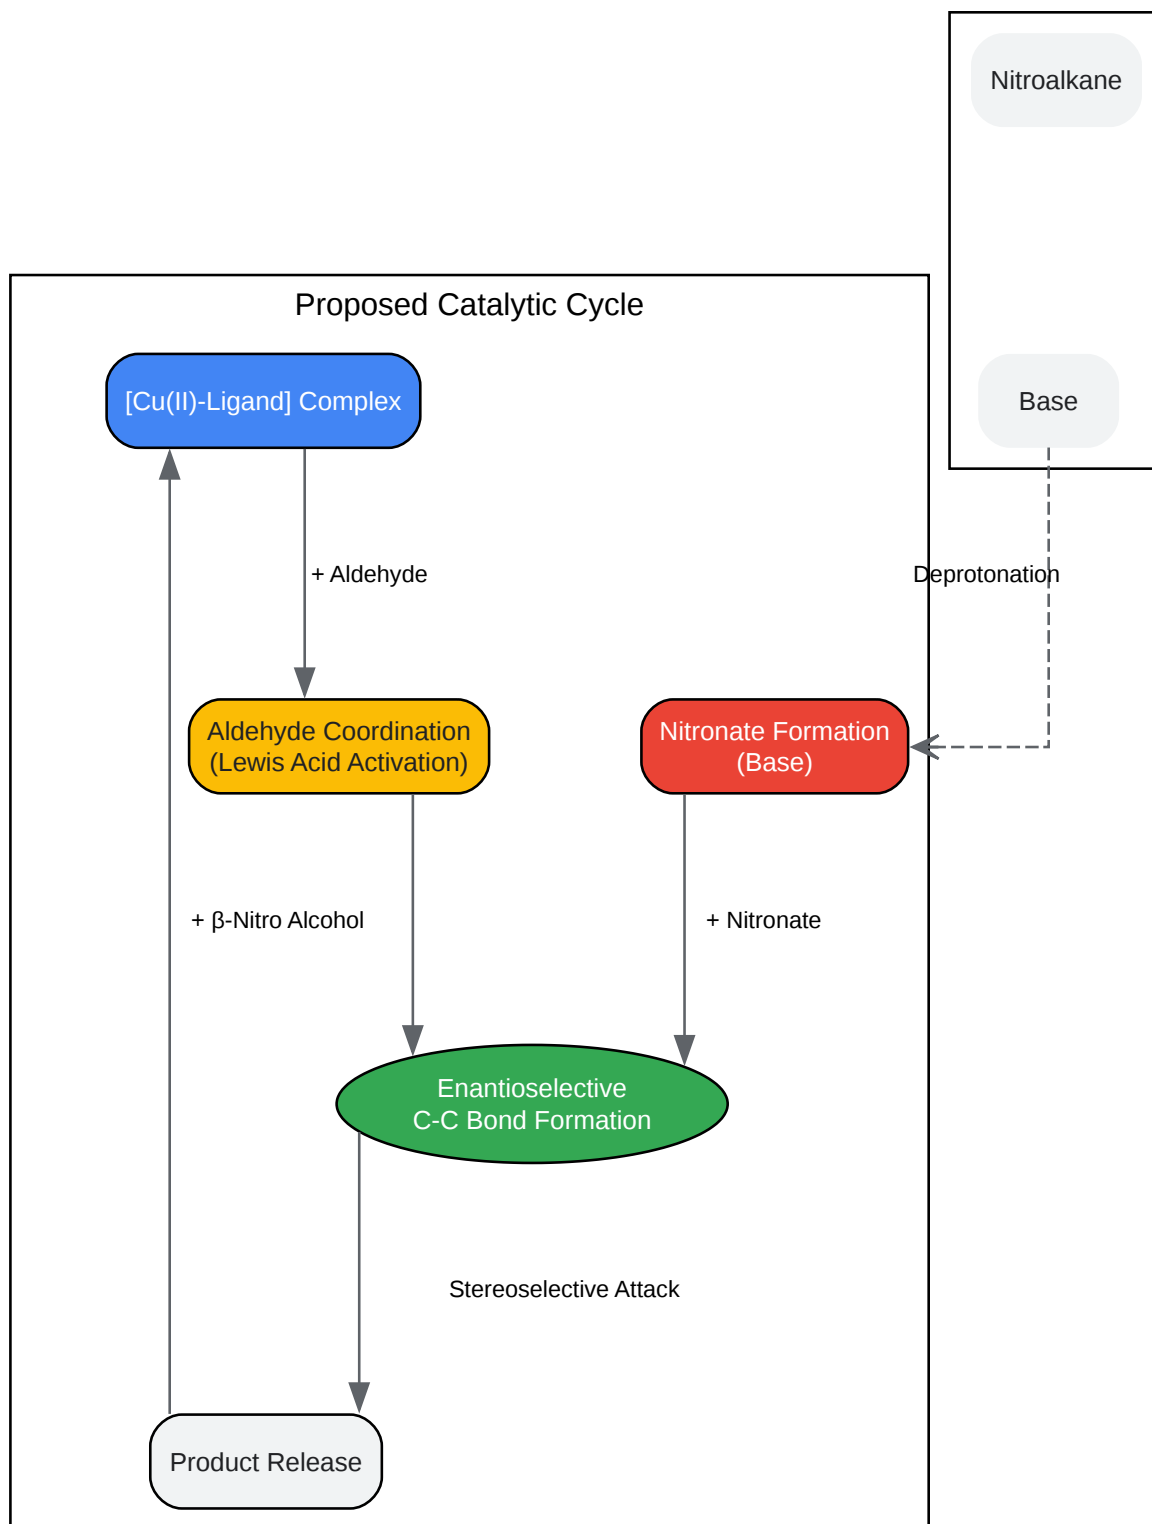 Nitroalkane
Proposed Catalytic Cycle
[Cu(II)-Ligand] Complex
Base
+ Aldehyde
Deprotonation
Aldehyde Coordination
(Lewis Acid Activation)
Nitronate Formation
(Base)
+ β-Nitro Alcohol
+ Nitronate
Enantioselective
C-C Bond Formation
Stereoselective Attack
Product Release